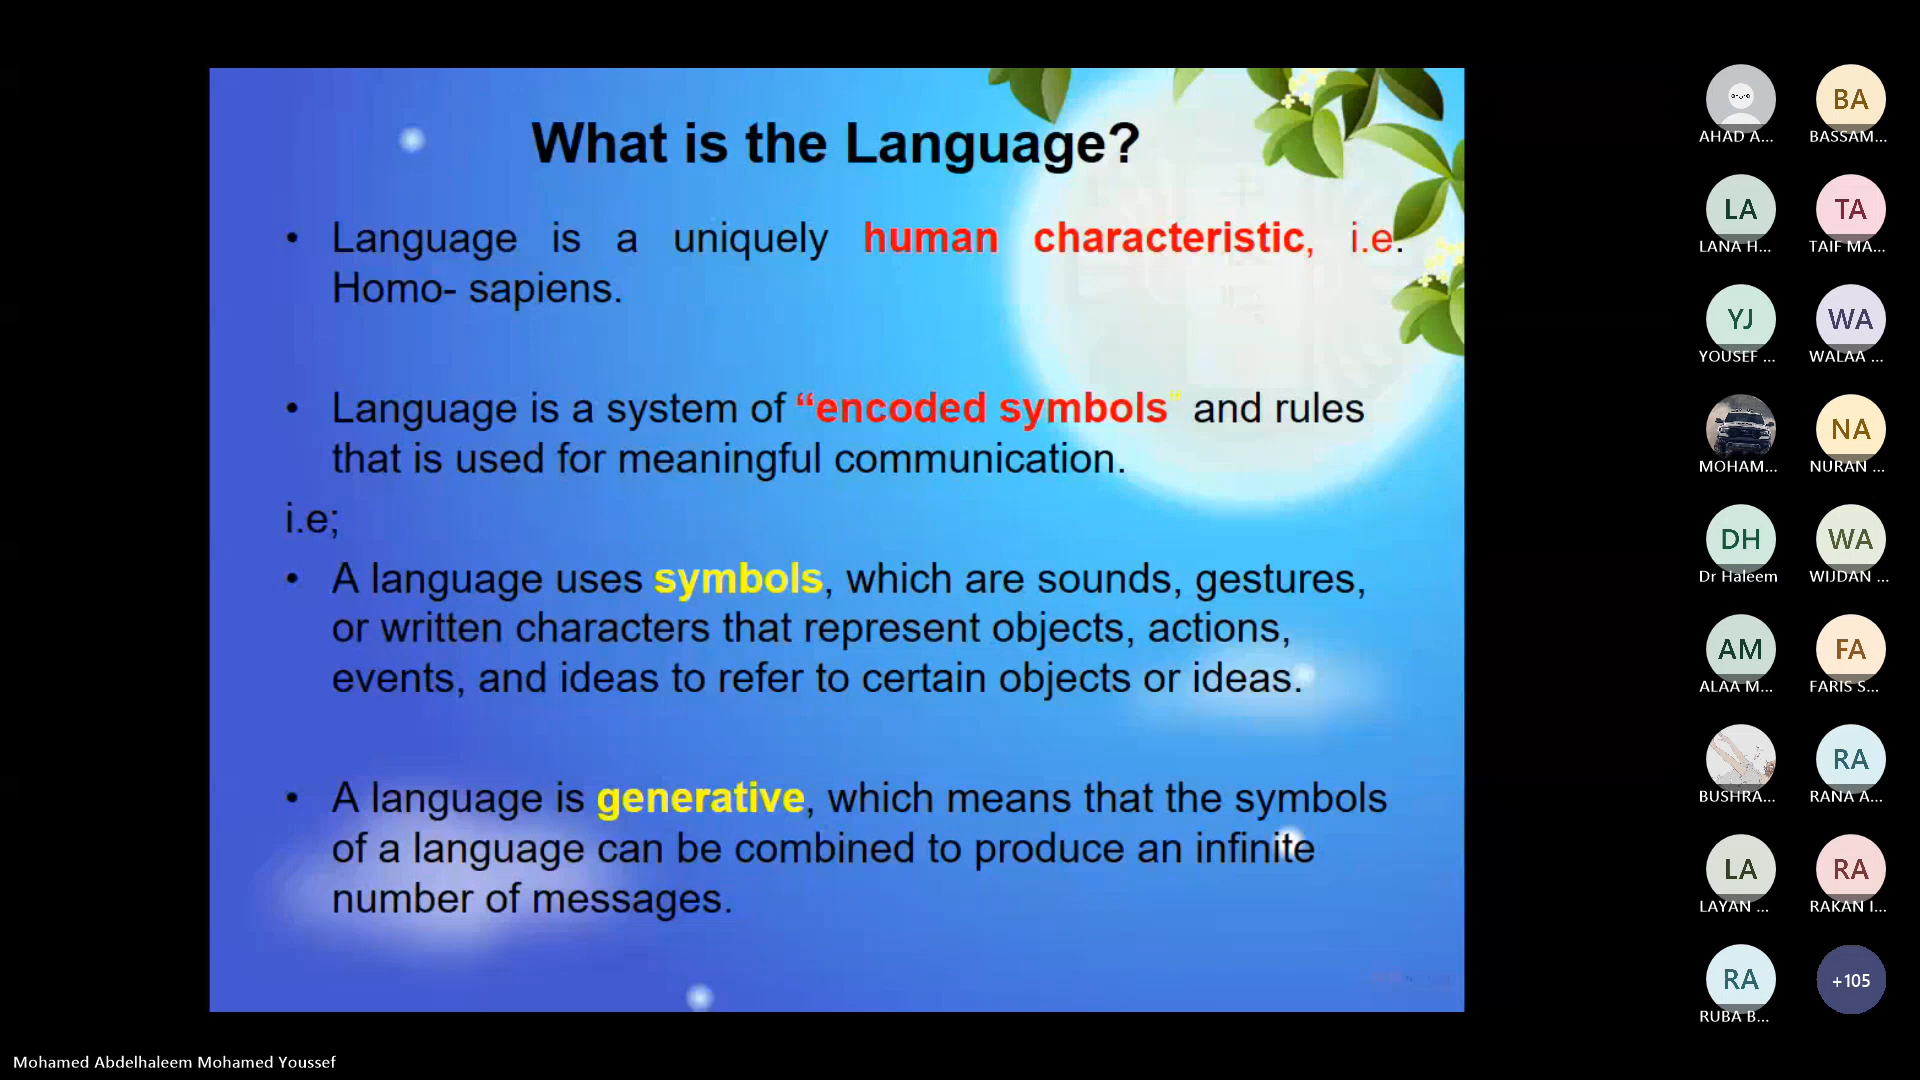 What is the Language?
• Language is a uniquely human characteristic, i.e.
Homo- sapiens.
• Language is a system of “encoded symbols” and rules
that is used for meaningful communication.
i.e;
• A language uses symbols, which are sounds, gestures,
or written characters that represent objects, actions,
events, and ideas to refer to certain objects or ideas.
• A language is generative, which means that the symbols
of a language can be combined to produce an infinite
number of messages.
AHAD A...
BA
BASSAM...
LA
LANA H...
TA
TAIF MA...
YJ
YOUSEF ...
WA
WALAA ...
MOHAM...
NA
NURAN ...
DH
Dr Haleem
WA
WIJDAN ...
AM
ALAA M...
FA
FARIS S...
BUSHRA...
RA
RANA A...
LA
LAYAN ...
RA
RAKAN I...
RA
RUBA B...
+105
Mohamed Abdelhaleem Mohamed Youssef